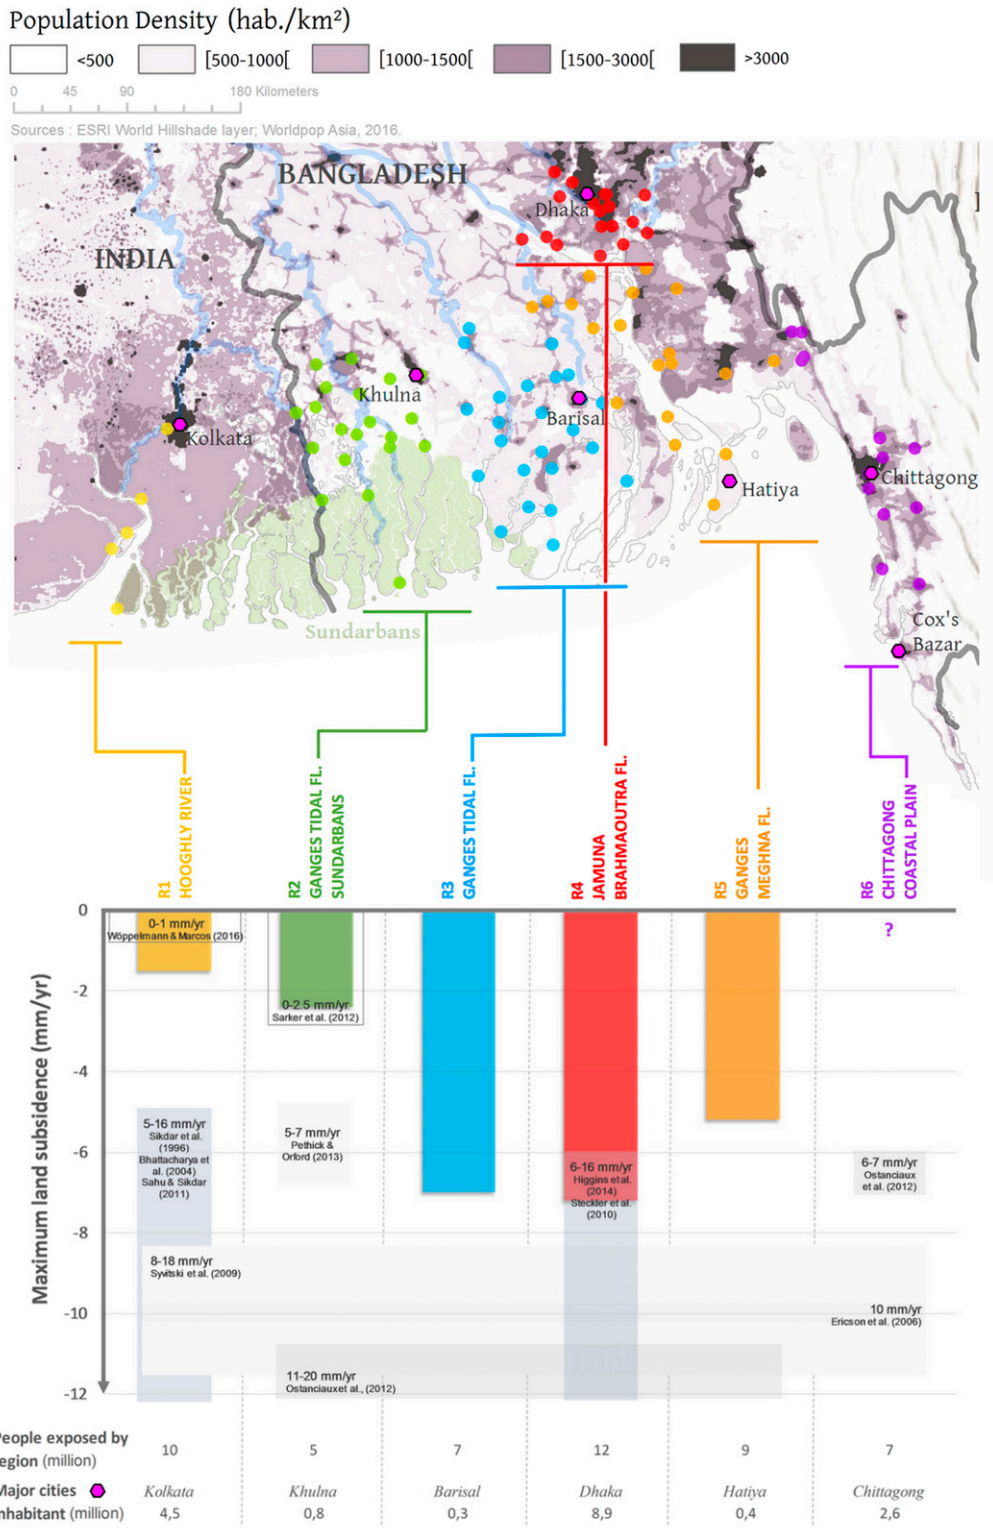 Population Density (hab./km²)
<500
[500-1000[
[1000-1500[
[1500-3000[
>3000
0 45 90 180 Kilometers
Sources : ESRI World Hillshade layer; Worldpop Asia, 2016.
BANGLADESH
Dhaka
INDIA
Khulna
Barisal
Kolkata
Hatiya
Chittagong
Cox's
Bazar
Sundarbans
R1
HOOGHLY RIVER
R2
GANGES TIDAL FL.
SUNDARBANS
R3
GANGES TIDAL FL.
R4
JAMUNA
BRAHMAOUTRA FL.
R5
GANGES
MEGHNA FL.
R6
CHITTAGONG
COASTAL PLAIN
Maximum land subsidence (mm/yr)
0
-2
-4
-6
-8
-10
-12
0-1 mm/yr
Wöppelmann & Marcos (2016)
0-2.5 mm/yr
Sarker et al. (2012)
?
5-16 mm/yr
Sikdar et al.
(1996)
Bhattacharya et
al. (2004)
Sahu & Sikdar
(2011)
5-7 mm/yr
Pethick &
Orford (2013)
6-16 mm/yr
Higgins et al.
(2014)
Steckler et al.
(2010)
6-7 mm/yr
Ostanciaux
et al. (2012)
8-18 mm/yr
Syvitski et al. (2009)
10 mm/yr
Ericson et al. (2006)
11-20 mm/yr
Ostanciaux et al., (2012)
People exposed by
region (million)
10 5 7 12 9 7
Major cities
Kolkata Khulna Barisal Dhaka Hatiya Chittagong
inhabitant (million)
4,5 0,8 0,3 8,9 0,4 2,6